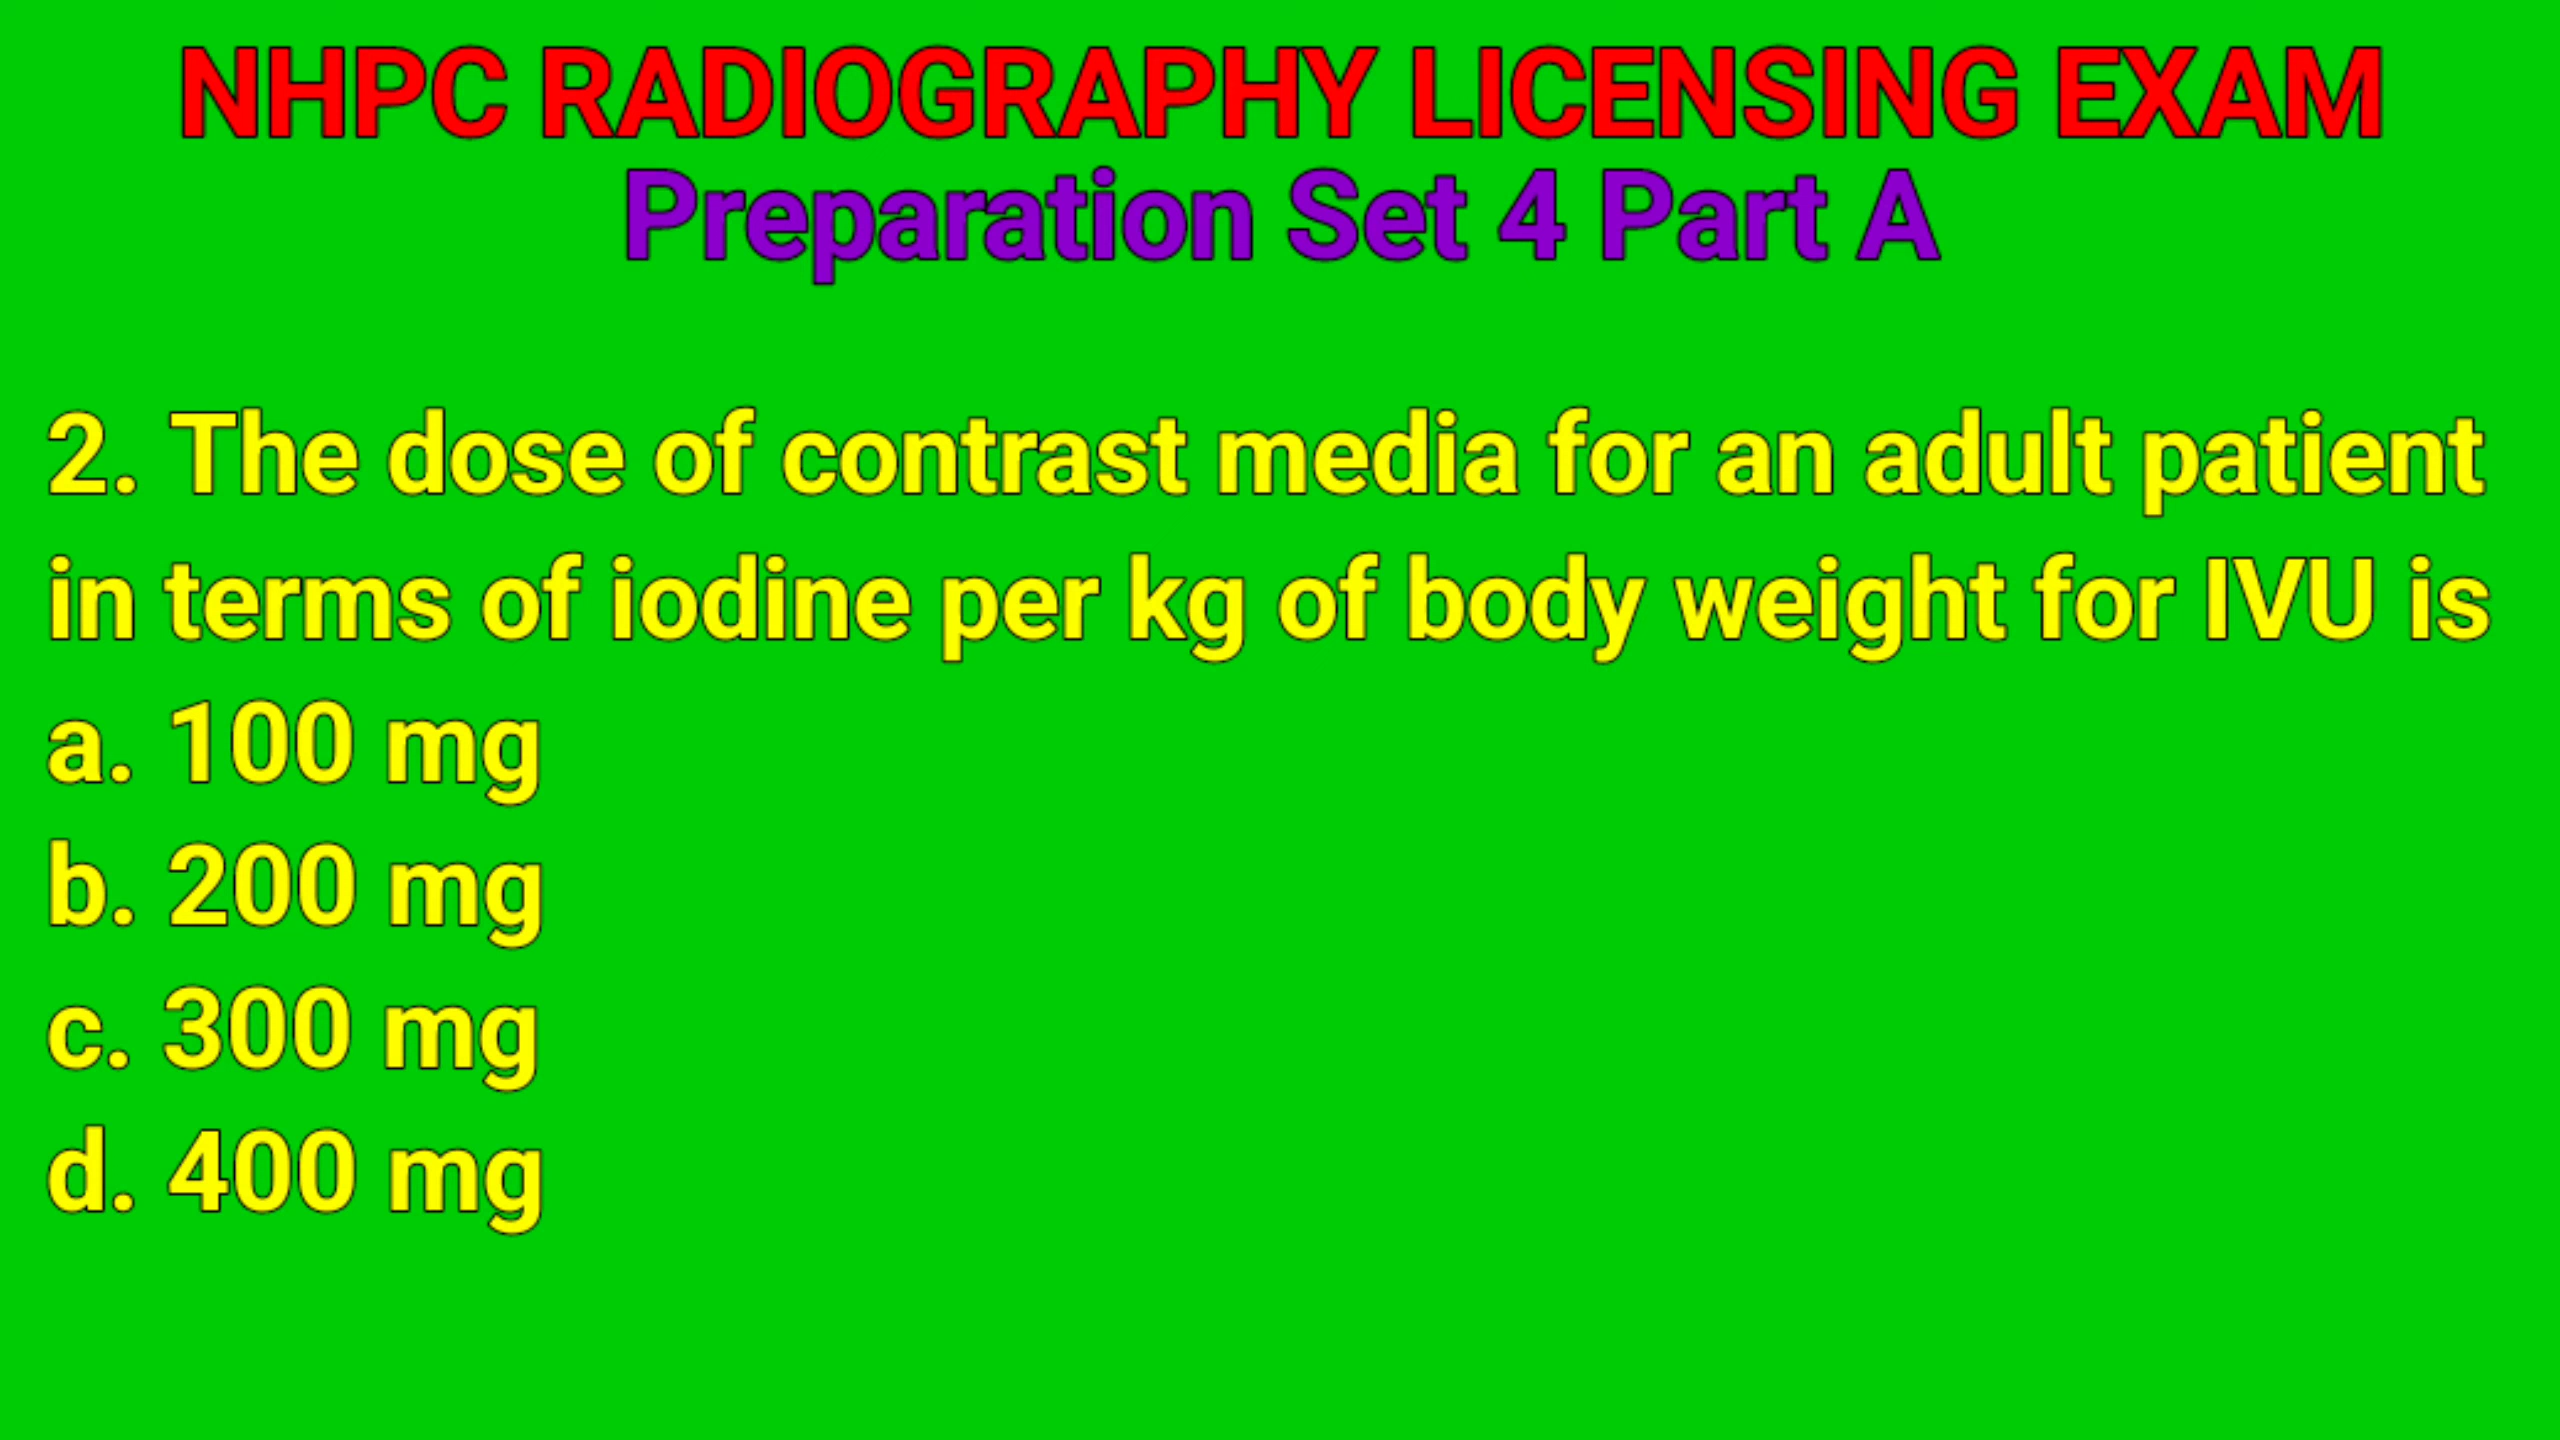 NHPC RADIOGRAPHY LICENSING EXAM
Preparation Set 4 Part A
2. The dose of contrast media for an adult patient
in terms of iodine per kg of body weight for IVU is
a. 100 mg
b. 200 mg
c. 300 mg
d. 400 mg